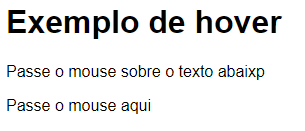 Exemplo de hover
Passe o mouse sobre o texto abaixp
Passe o mouse aqui